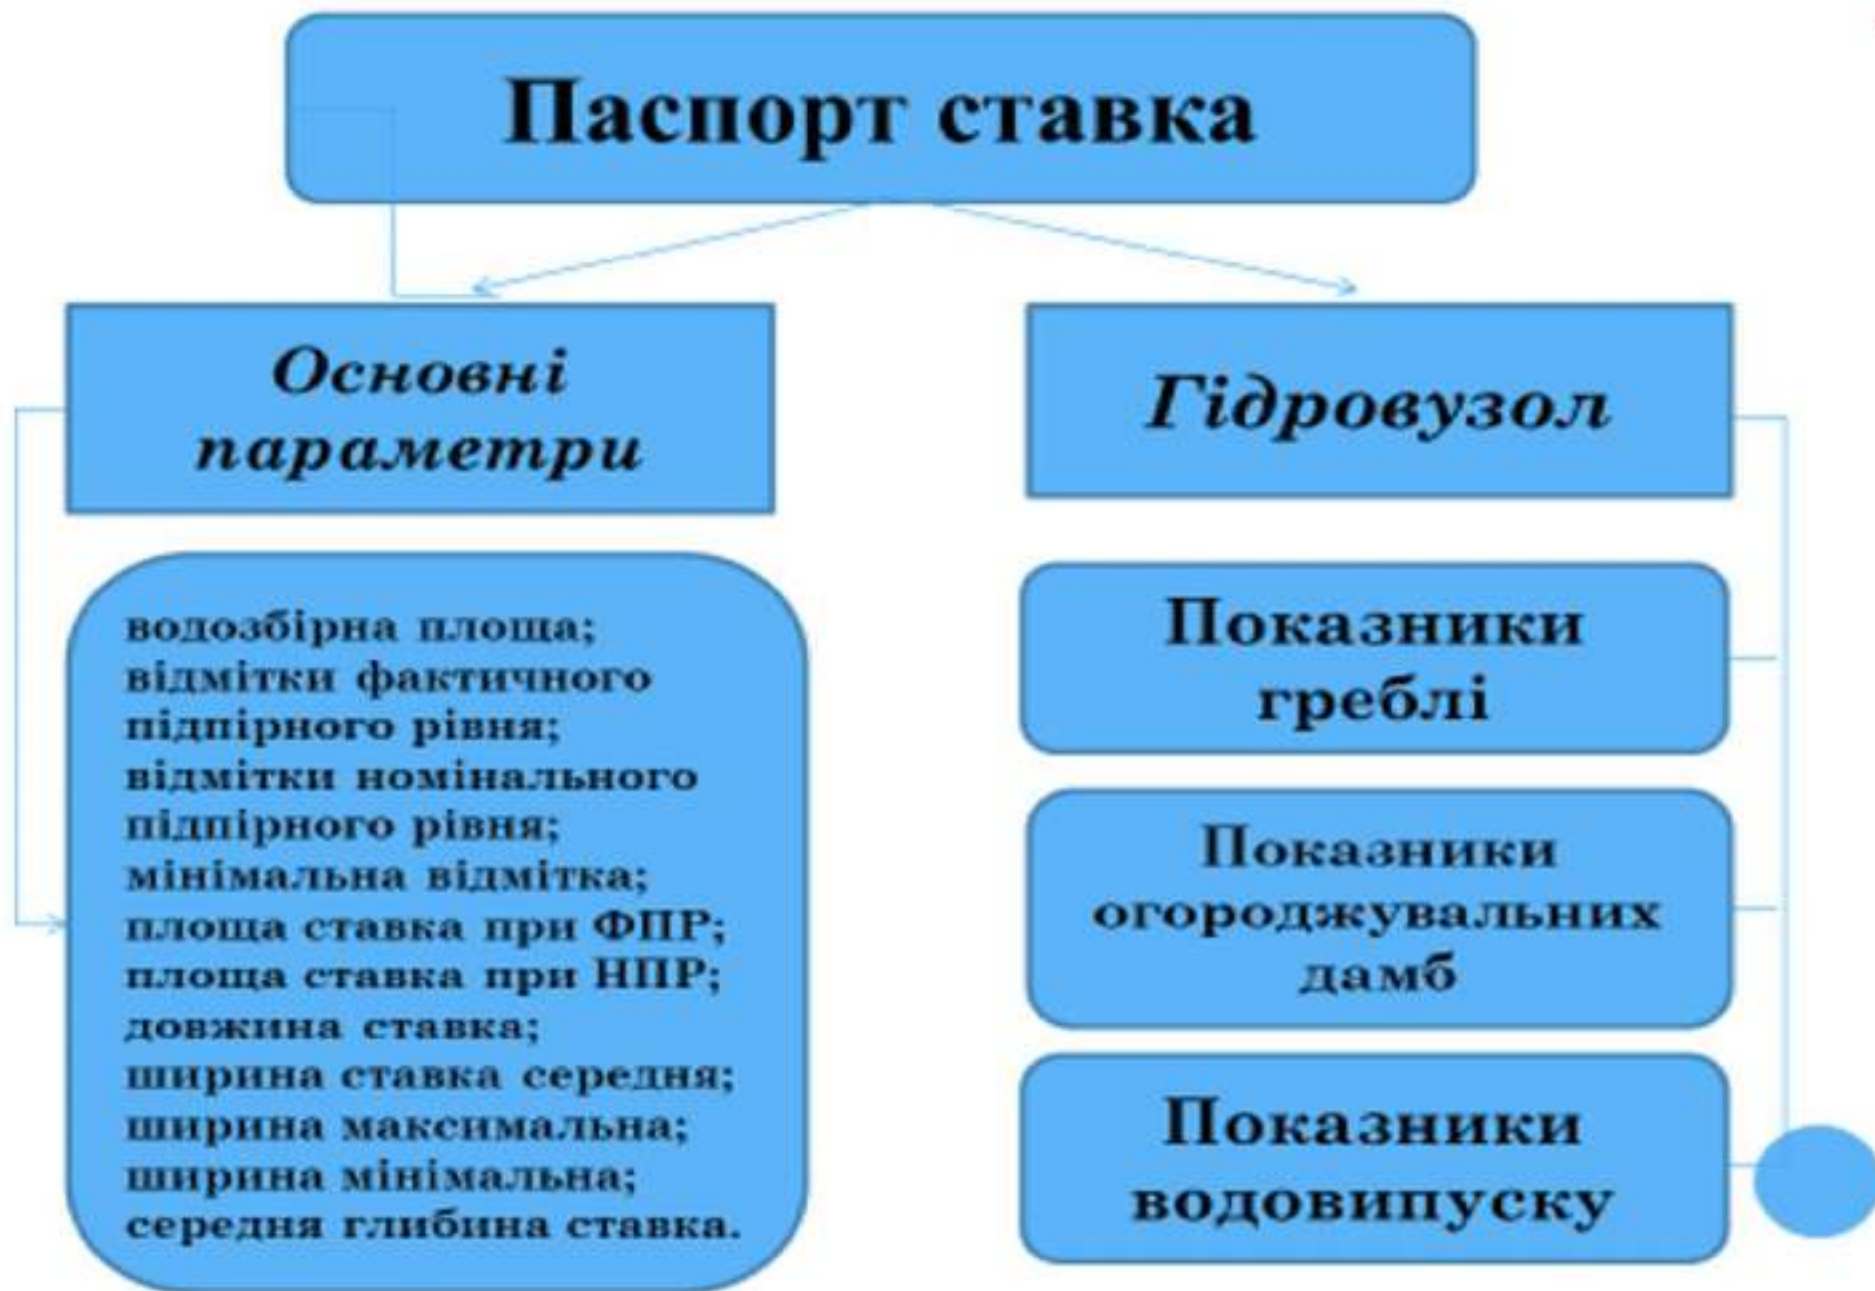 Паспорт ставка
Основні
параметри
водозбірна площа;
відмітки фактичного
підпірного рівня;
відмітки номінального
підпірного рівня;
мінімальна відмітка;
площа ставка при ФПР;
площа ставка при НПР;
довжина ставка;
ширина ставка середня;
ширина максимальна;
ширина мінімальна;
середня глибина ставка.
Гідровузол
Показники
греблі
Показники
огороджувальних
дамб
Показники
водовипуску